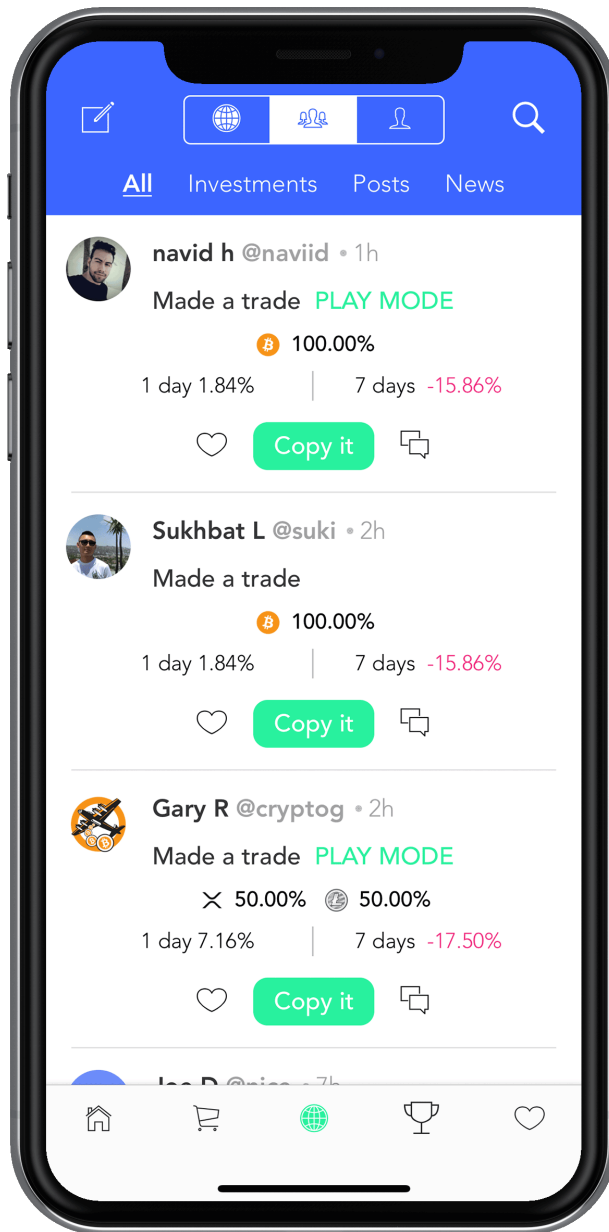 All Investments Posts News
navid h @naviid • 1h
Made a trade PLAY MODE
100.00%
1 day 1.84% 7 days -15.86%
Copy it
Sukhbat L @suki • 2h
Made a trade
100.00%
1 day 1.84% 7 days -15.86%
Copy it
Gary R @cryptog • 2h
Made a trade PLAY MODE
50.00% 50.00%
1 day 7.16% 7 days -17.50%
Copy it